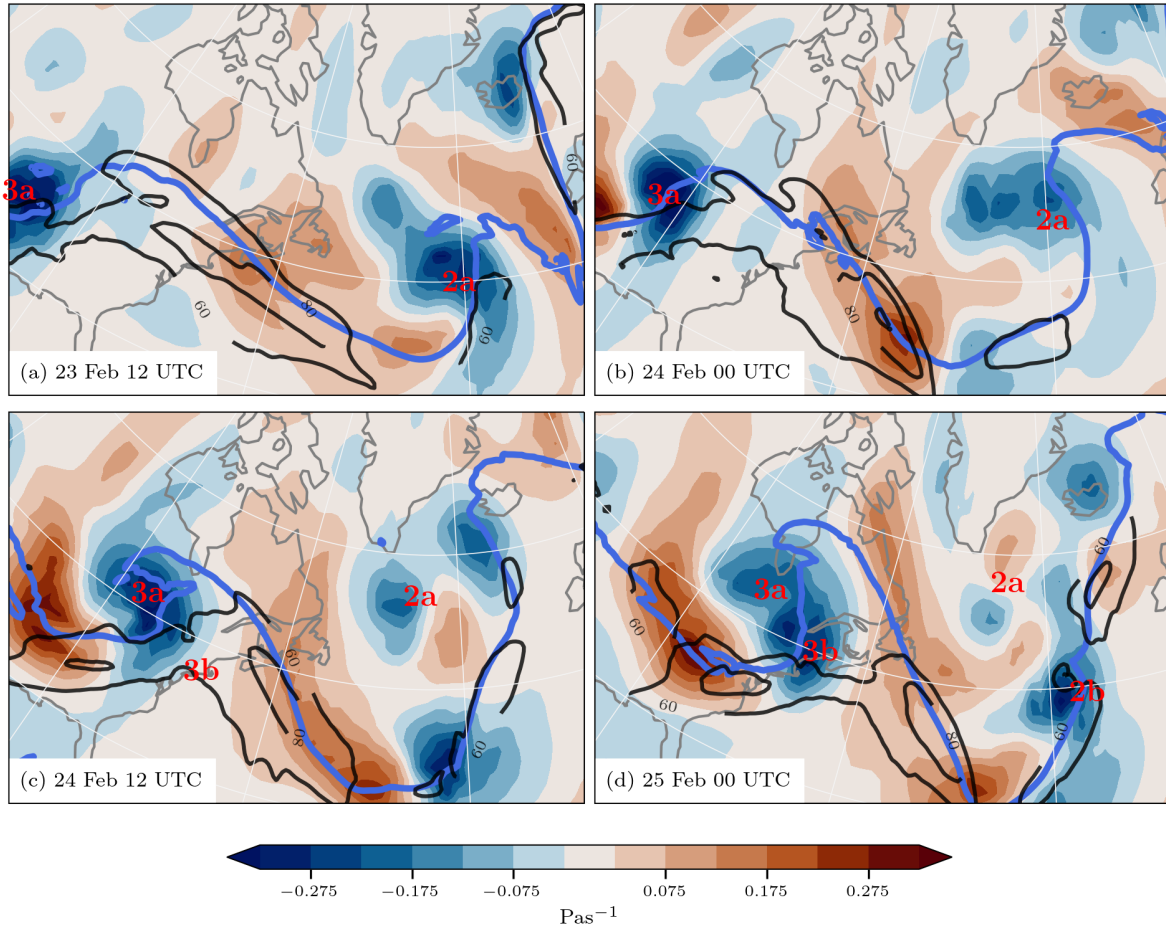 3a
2a
60
80
60
60
(a) 23 Feb 12 UTC
3a
2a
80
(b) 24 Feb 00 UTC
3a
2a
3b
60
80
60
(c) 24 Feb 12 UTC
3a
2a
3b
2b
60
60
60
80
60
(d) 25 Feb 00 UTC
−0.275 −0.175 −0.075 0.075 0.175 0.275
Pas⁻¹